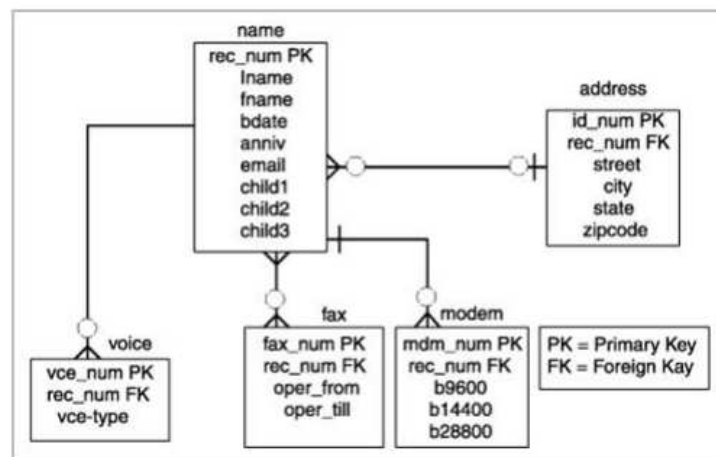 name
rec_num PK
lname
fname
bdate
anniv
email
child1
child2
child3
address
id_num PK
rec_num FK
street
city
state
zipcode
voice
vce_num PK
rec_num FK
vce-type
fax
fax_num PK
rec_num FK
oper_from
oper_till
modem
mdm_num PK
rec_num FK
b9600
b14400
b28800
PK = Primary Key
FK = Foreign Kay